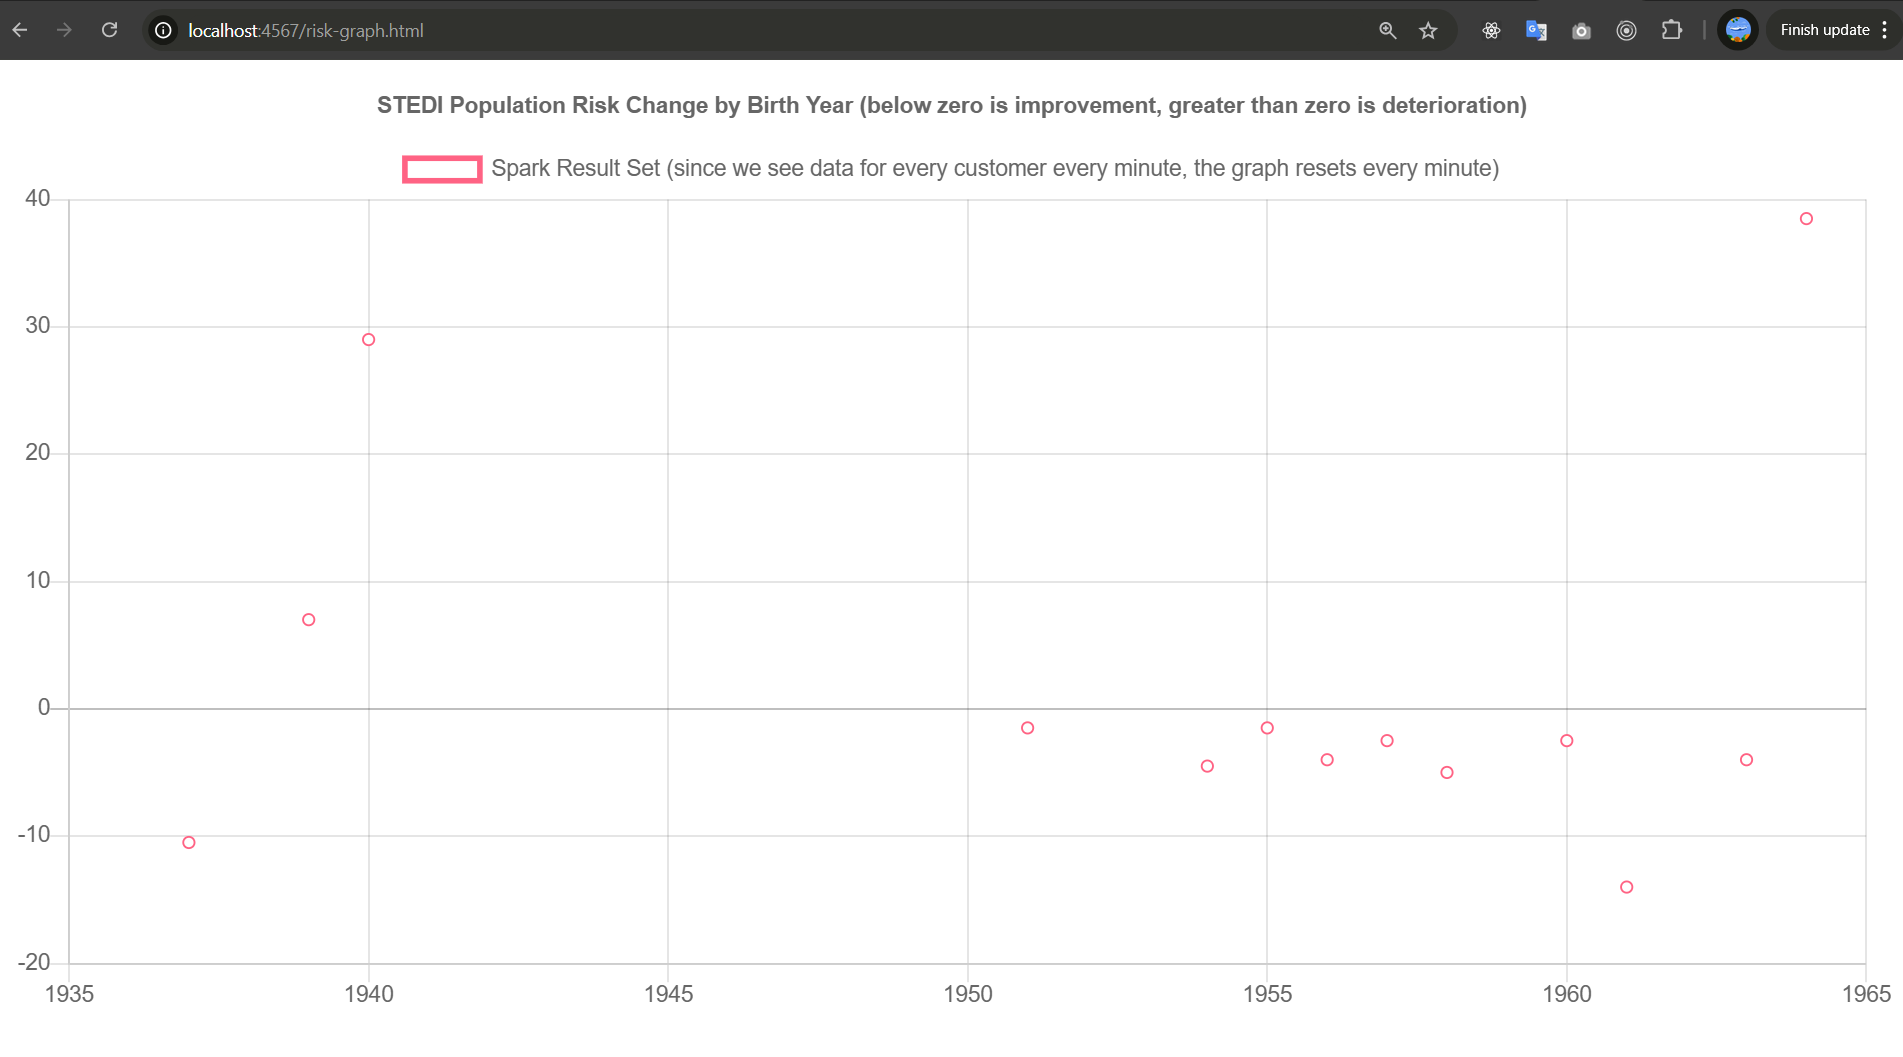 localhost:4567/risk-graph.html
Finish update
STEDI Population Risk Change by Birth Year (below zero is improvement, greater than zero is deterioration)
Spark Result Set (since we see data for every customer every minute, the graph resets every minute)
40
30
20
10
0
-10
-20
1935 1940 1945 1950 1955 1960 1965